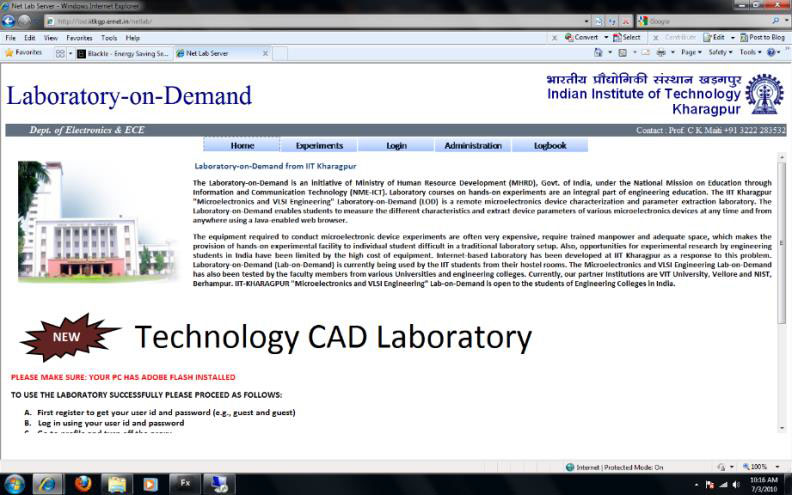 Net Lab Server - Windows Internet Explorer
http://lod.iitkgp.ernet.in/netlab/
Google
File Edit View Favorites Tools Help
x Convert Select
x Contribute Edit Post to Blog
Favorites
Blackle - Energy Saving Se...
Net Lab Server
Page Safety Tools
Laboratory-on-Demand
भारतीय प्रौद्योगिकी संस्थान खड़गपुर
Indian Institute of Technology
Kharagpur
Dept. of Electronics & ECE
Contact : Prof. C K Maiti +91 3222 283532
Home Experiments Login Administration Logbook
Laboratory-on-Demand from IIT Kharagpur
The Laboratory-on-Demand is an initiative of Ministry of Human Resource Development (MHRD), Govt. of India, under the National Mission on Education through
Information and Communication Technology (NME-ICT). Laboratory courses on hands-on experiments are an integral part of engineering education. The IIT Kharagpur
"Microelectronics and VLSI Engineering" Laboratory-on-Demand (LOD) is a remote microelectronics device characterization and parameter extraction laboratory. The
Laboratory-on-Demand enables students to measure the different characteristics and extract device parameters of various microelectronics devices at any time and from
anywhere using a Java-enabled web browser.
The equipment required to conduct microelectronic device experiments are often very expensive, require trained manpower and adequate space, which makes the
provision of hands-on experimental facility to individual student difficult in a traditional laboratory setup. Also, opportunities for experimental research by engineering
students in India have been limited by the high cost of equipment. Internet-based Laboratory has been developed at IIT Kharagpur as a response to this problem.
Laboratory-on-Demand (Lab-on-Demand) is currently being used by the IIT students from their hostel rooms. The Microelectronics and VLSI Engineering Lab-on-Demand
has also been tested by the faculty members from various Universities and engineering colleges. Currently, our partner Institutions are VIT University, Vellore and NIST,
Berhampur. IIT-KHARAGPUR "Microelectronics and VLSI Engineering" Lab-on-Demand is open to the students of Engineering Colleges in India.
NEW
Technology CAD Laboratory
PLEASE MAKE SURE: YOUR PC HAS ADOBE FLASH INSTALLED
TO USE THE LABORATORY SUCCESSFULLY PLEASE PROCEED AS FOLLOWS:
A. First register to get your user id and password (e.g., guest and guest)
B. Log in using your user id and password
Internet | Protected Mode: On
100%
Fx
10:16 AM
7/3/2010